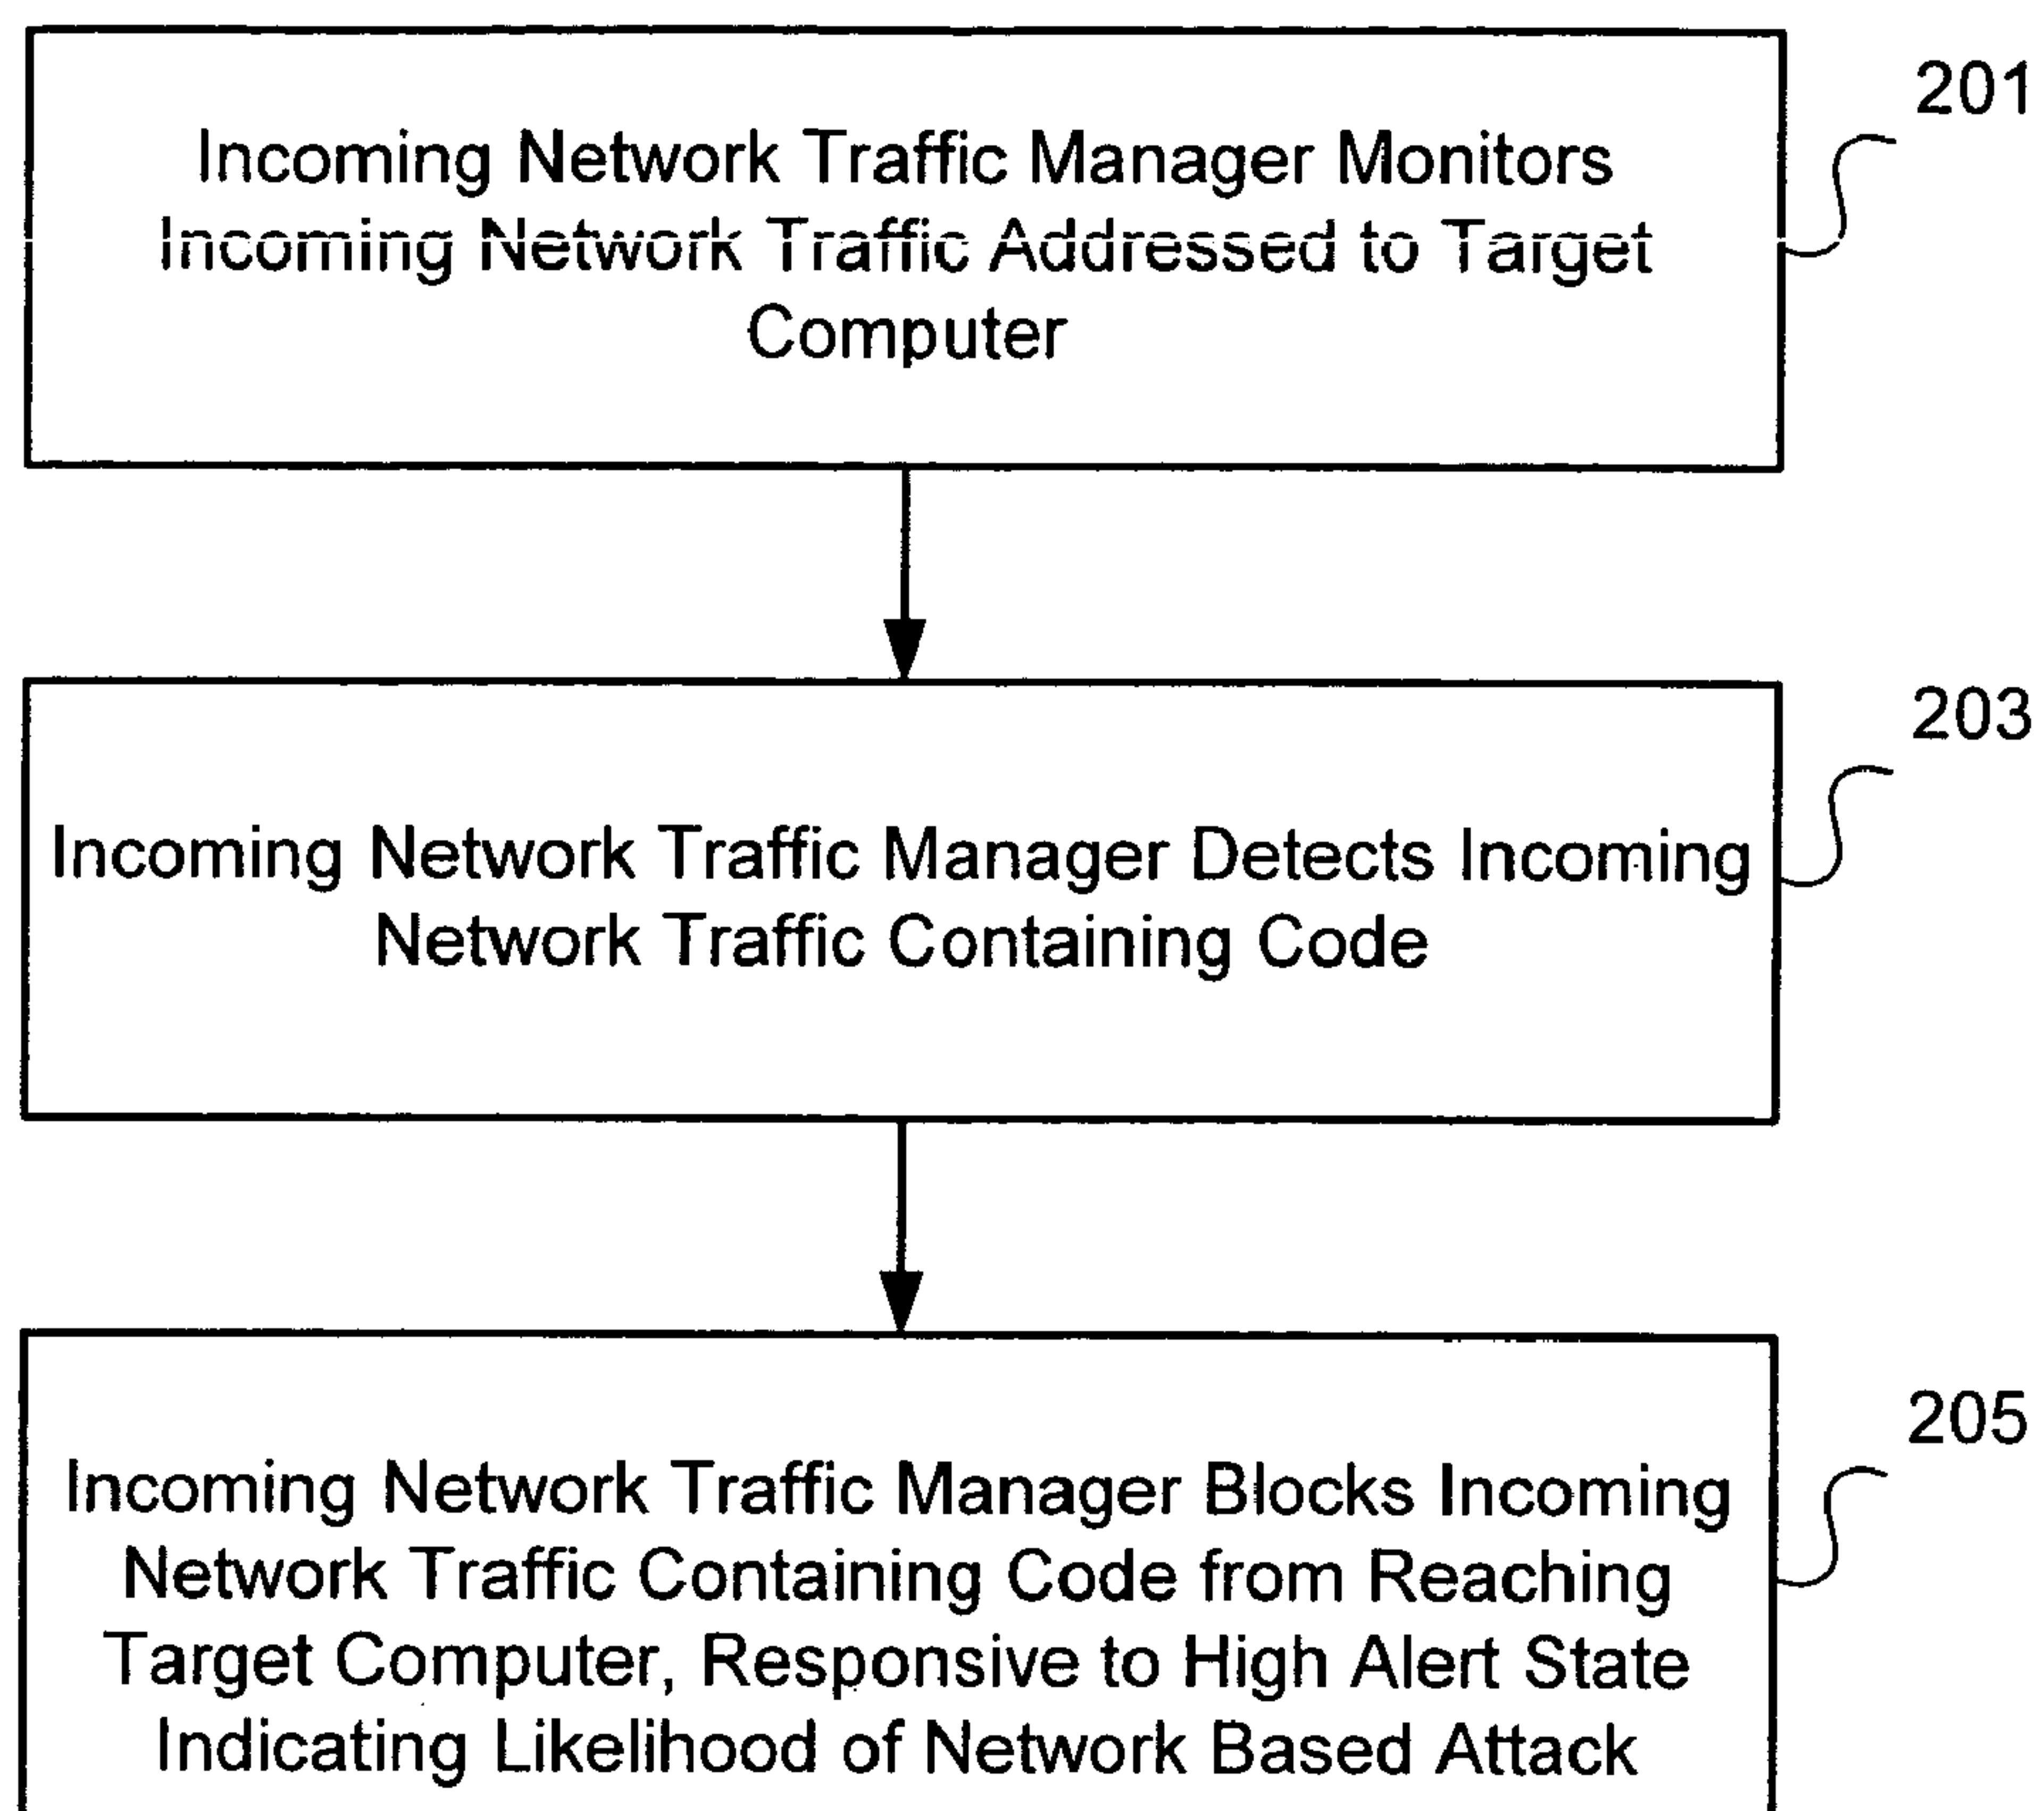 201
Incoming Network Traffic Manager Monitors
Incoming Network Traffic Addressed to Target
Computer
203
Incoming Network Traffic Manager Detects Incoming
Network Traffic Containing Code
205
Incoming Network Traffic Manager Blocks Incoming
Network Traffic Containing Code from Reaching
Target Computer, Responsive to High Alert State
Indicating Likelihood of Network Based Attack